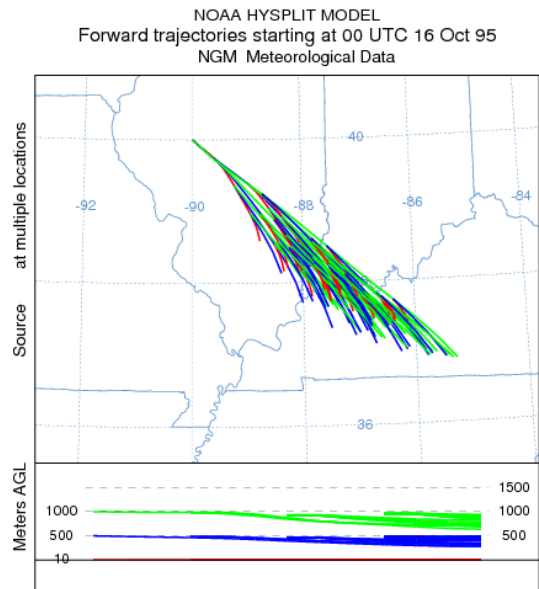 NOAA HYSPLIT MODEL
Forward trajectories starting at 00 UTC 16 Oct 95
NGM Meteorological Data
Source at multiple locations
40
-92
-90
-88
-86
-84
36
Meters AGL
1500
1000
1000
500
500
10